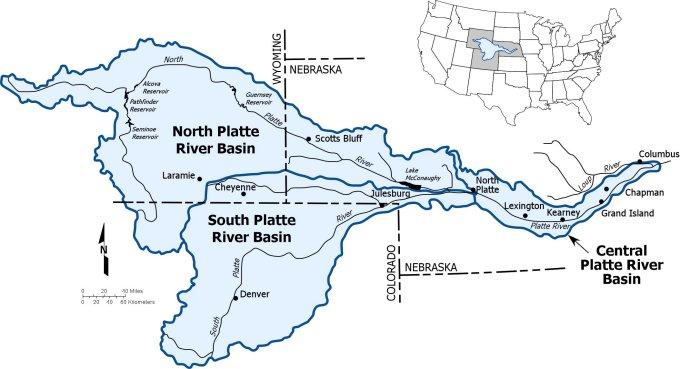 WYOMING
NEBRASKA
North
Alcova
Reservoir
Pathfinder
Reservoir
Seminoe
Reservoir
Guernsey
Reservoir
Platte
River
North Platte
River Basin
Scotts Bluff
Laramie
Cheyenne
Lake
McConaughy
Julesburg
North
Platte
Loup
River
Columbus
Chapman
Grand Island
Lexington
Kearney
Platte River
Central
Platte River
Basin
South Platte
River Basin
River
Platte
South
Denver
COLORADO
NEBRASKA
N
0 20 40 Miles
0 20 40 60 Kilometers